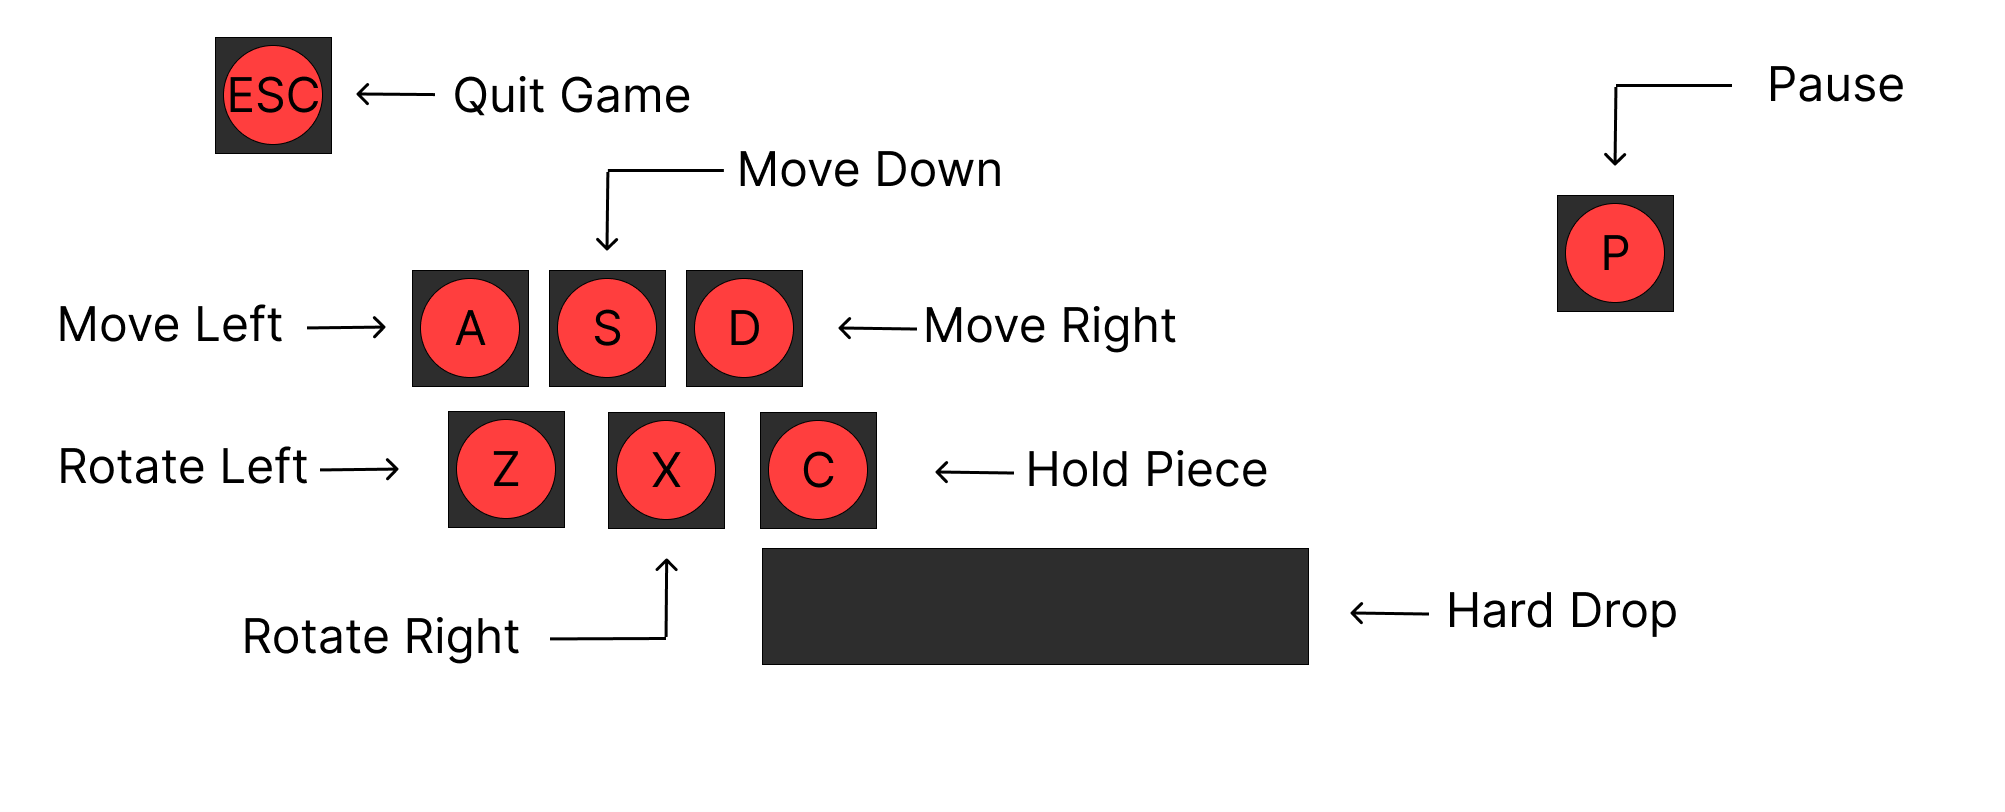 ESC
Quit Game
Pause
Move Down
P
Move Left
A
S
D
Move Right
Rotate Left
Z
X
C
Hold Piece
Rotate Right
Hard Drop